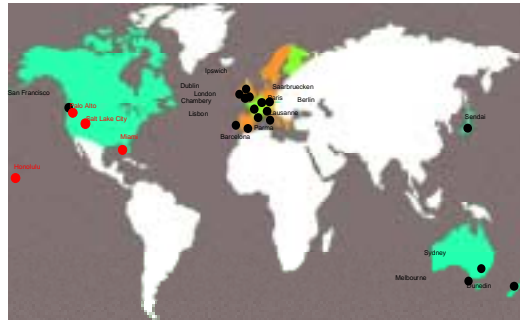 Ipswich
Saarbruecken
Dublin
San Francisco
London
Paris
Berlin
Chambery
Palo Alto
Lisbon
Lausanne
Salt Lake City
Sendai
Parma
Barcelona
Miami
Honolulu
Sydney
Melbourne
Dunedin